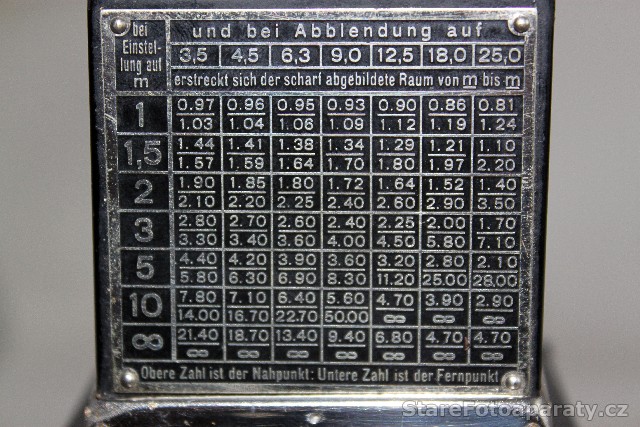 bei Einstel-
lung auf
m
und bei Abblendung auf
3,5 4,5 6,3 9,0 12,5 18,0 25,0
erstreckt sich der scharf abgebildete Raum von m bis m
1 0.97 0.96 0.95 0.93 0.90 0.86 0.81
1.03 1.04 1.06 1.09 1.12 1.19 1.24
1,5 1.44 1.41 1.38 1.34 1.29 1.21 1.10
1.57 1.59 1.64 1.70 1.80 1.97 2.20
2 1.90 1.85 1.80 1.72 1.64 1.52 1.40
2.10 2.20 2.25 2.40 2.60 2.90 3.50
3 2.80 2.70 2.60 2.40 2.25 2.00 1.70
3.30 3.40 3.60 4.00 4.50 5.80 7.10
5 4.40 4.20 3.90 3.60 3.20 2.80 2.10
5.80 6.30 6.90 8.30 11.20 25.00 28.00
10 7.80 7.10 6.40 5.60 4.70 3.90 2.90
14.00 16.70 22.70 50.00 ∞ ∞ ∞
∞ 21.40 18.70 13.40 9.40 6.80 4.70 4.70
∞ ∞ ∞ ∞ ∞ ∞ ∞
Obere Zahl ist der Nahpunkt: Untere Zahl ist der Fernpunkt
StareFotoaparaty.cz